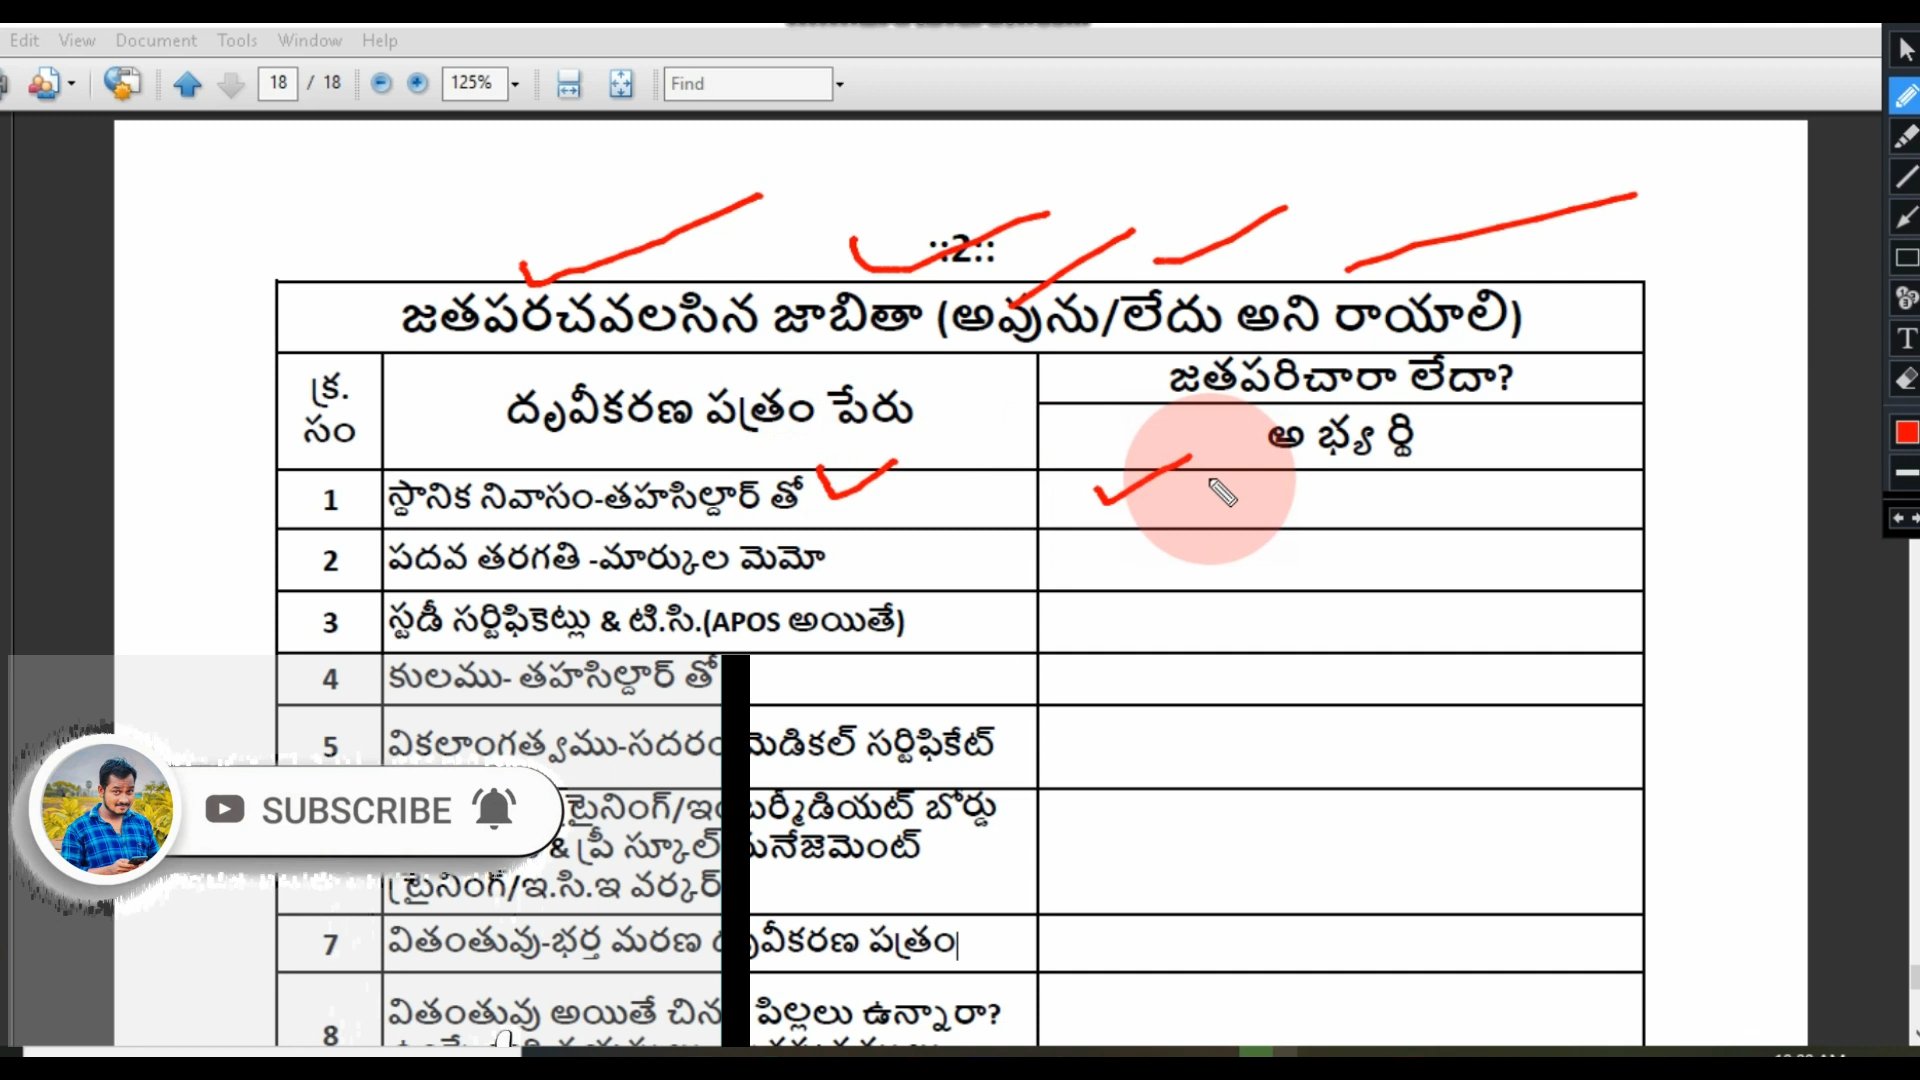 Edit View Document Tools Window Help
18 / 18 125% Find
::2::
జతపరచవలసిన జాబితా (అవును/లేదు అని రాయాలి)
క్ర.
సం
దృవీకరణ పత్రం పేరు
జతపరిచారా లేదా?
అ భ్య ర్థి
1 స్థానిక నివాసం-తహసిల్దార్ తో
2 పదవ తరగతి -మార్కుల మెమో
3 స్టడీ సర్టిఫికెట్లు & టి.సి.(APOS అయితే)
4 కులము- తహసిల్దార్ తో
5 వికలాంగత్వము-సదరం మెడికల్ సర్టిఫికేట్
ట్రైనింగ్/ఇంటర్మీడియట్ బోర్డు
& ప్రీ స్కూల్ మేనేజెమెంట్
ట్రైనింగ్/ఇ.సి.ఇ వర్కర్
SUBSCRIBE
7 వితంతువు-భర్త మరణ దృవీకరణ పత్రం
8 వితంతువు అయితే చిన్న పిల్లలు ఉన్నారా?